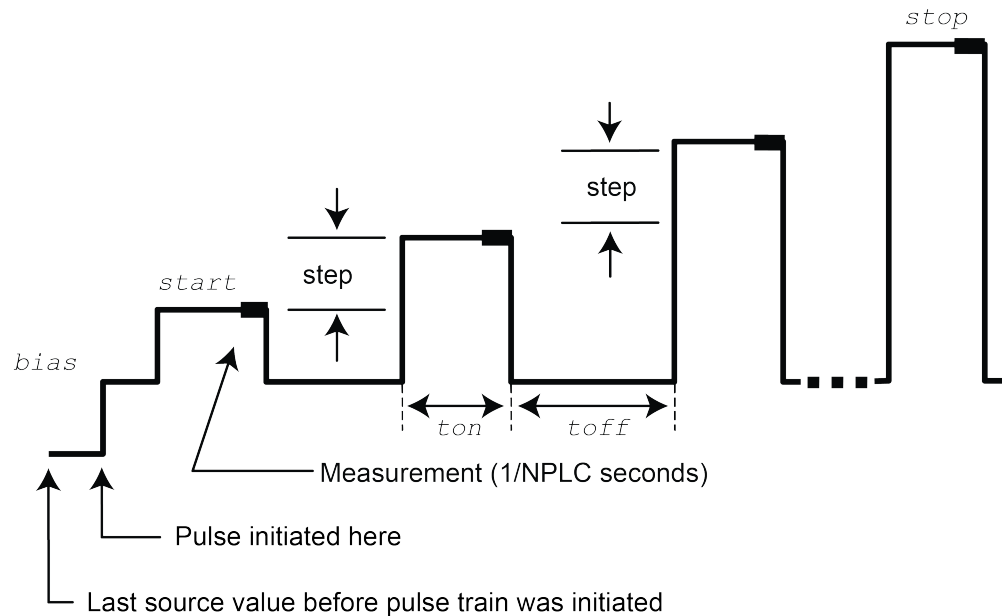 stop
step
step
start
bias
ton
toff
Measurement (1/NPLC seconds)
Pulse initiated here
Last source value before pulse train was initiated